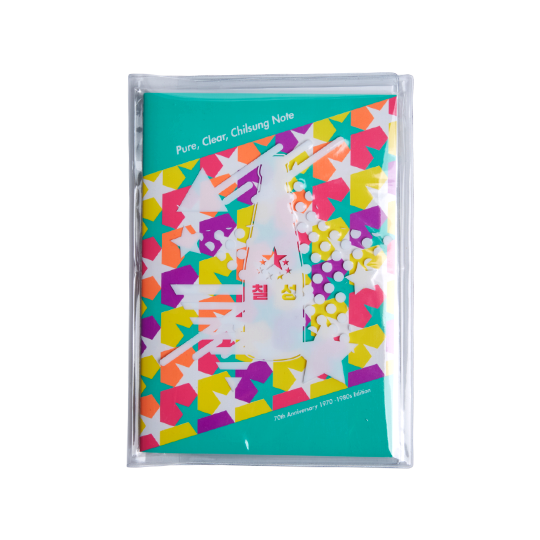 Pure, Clear, Chilsung Note
칠성
70th Anniversary 1970 -1980s Edition